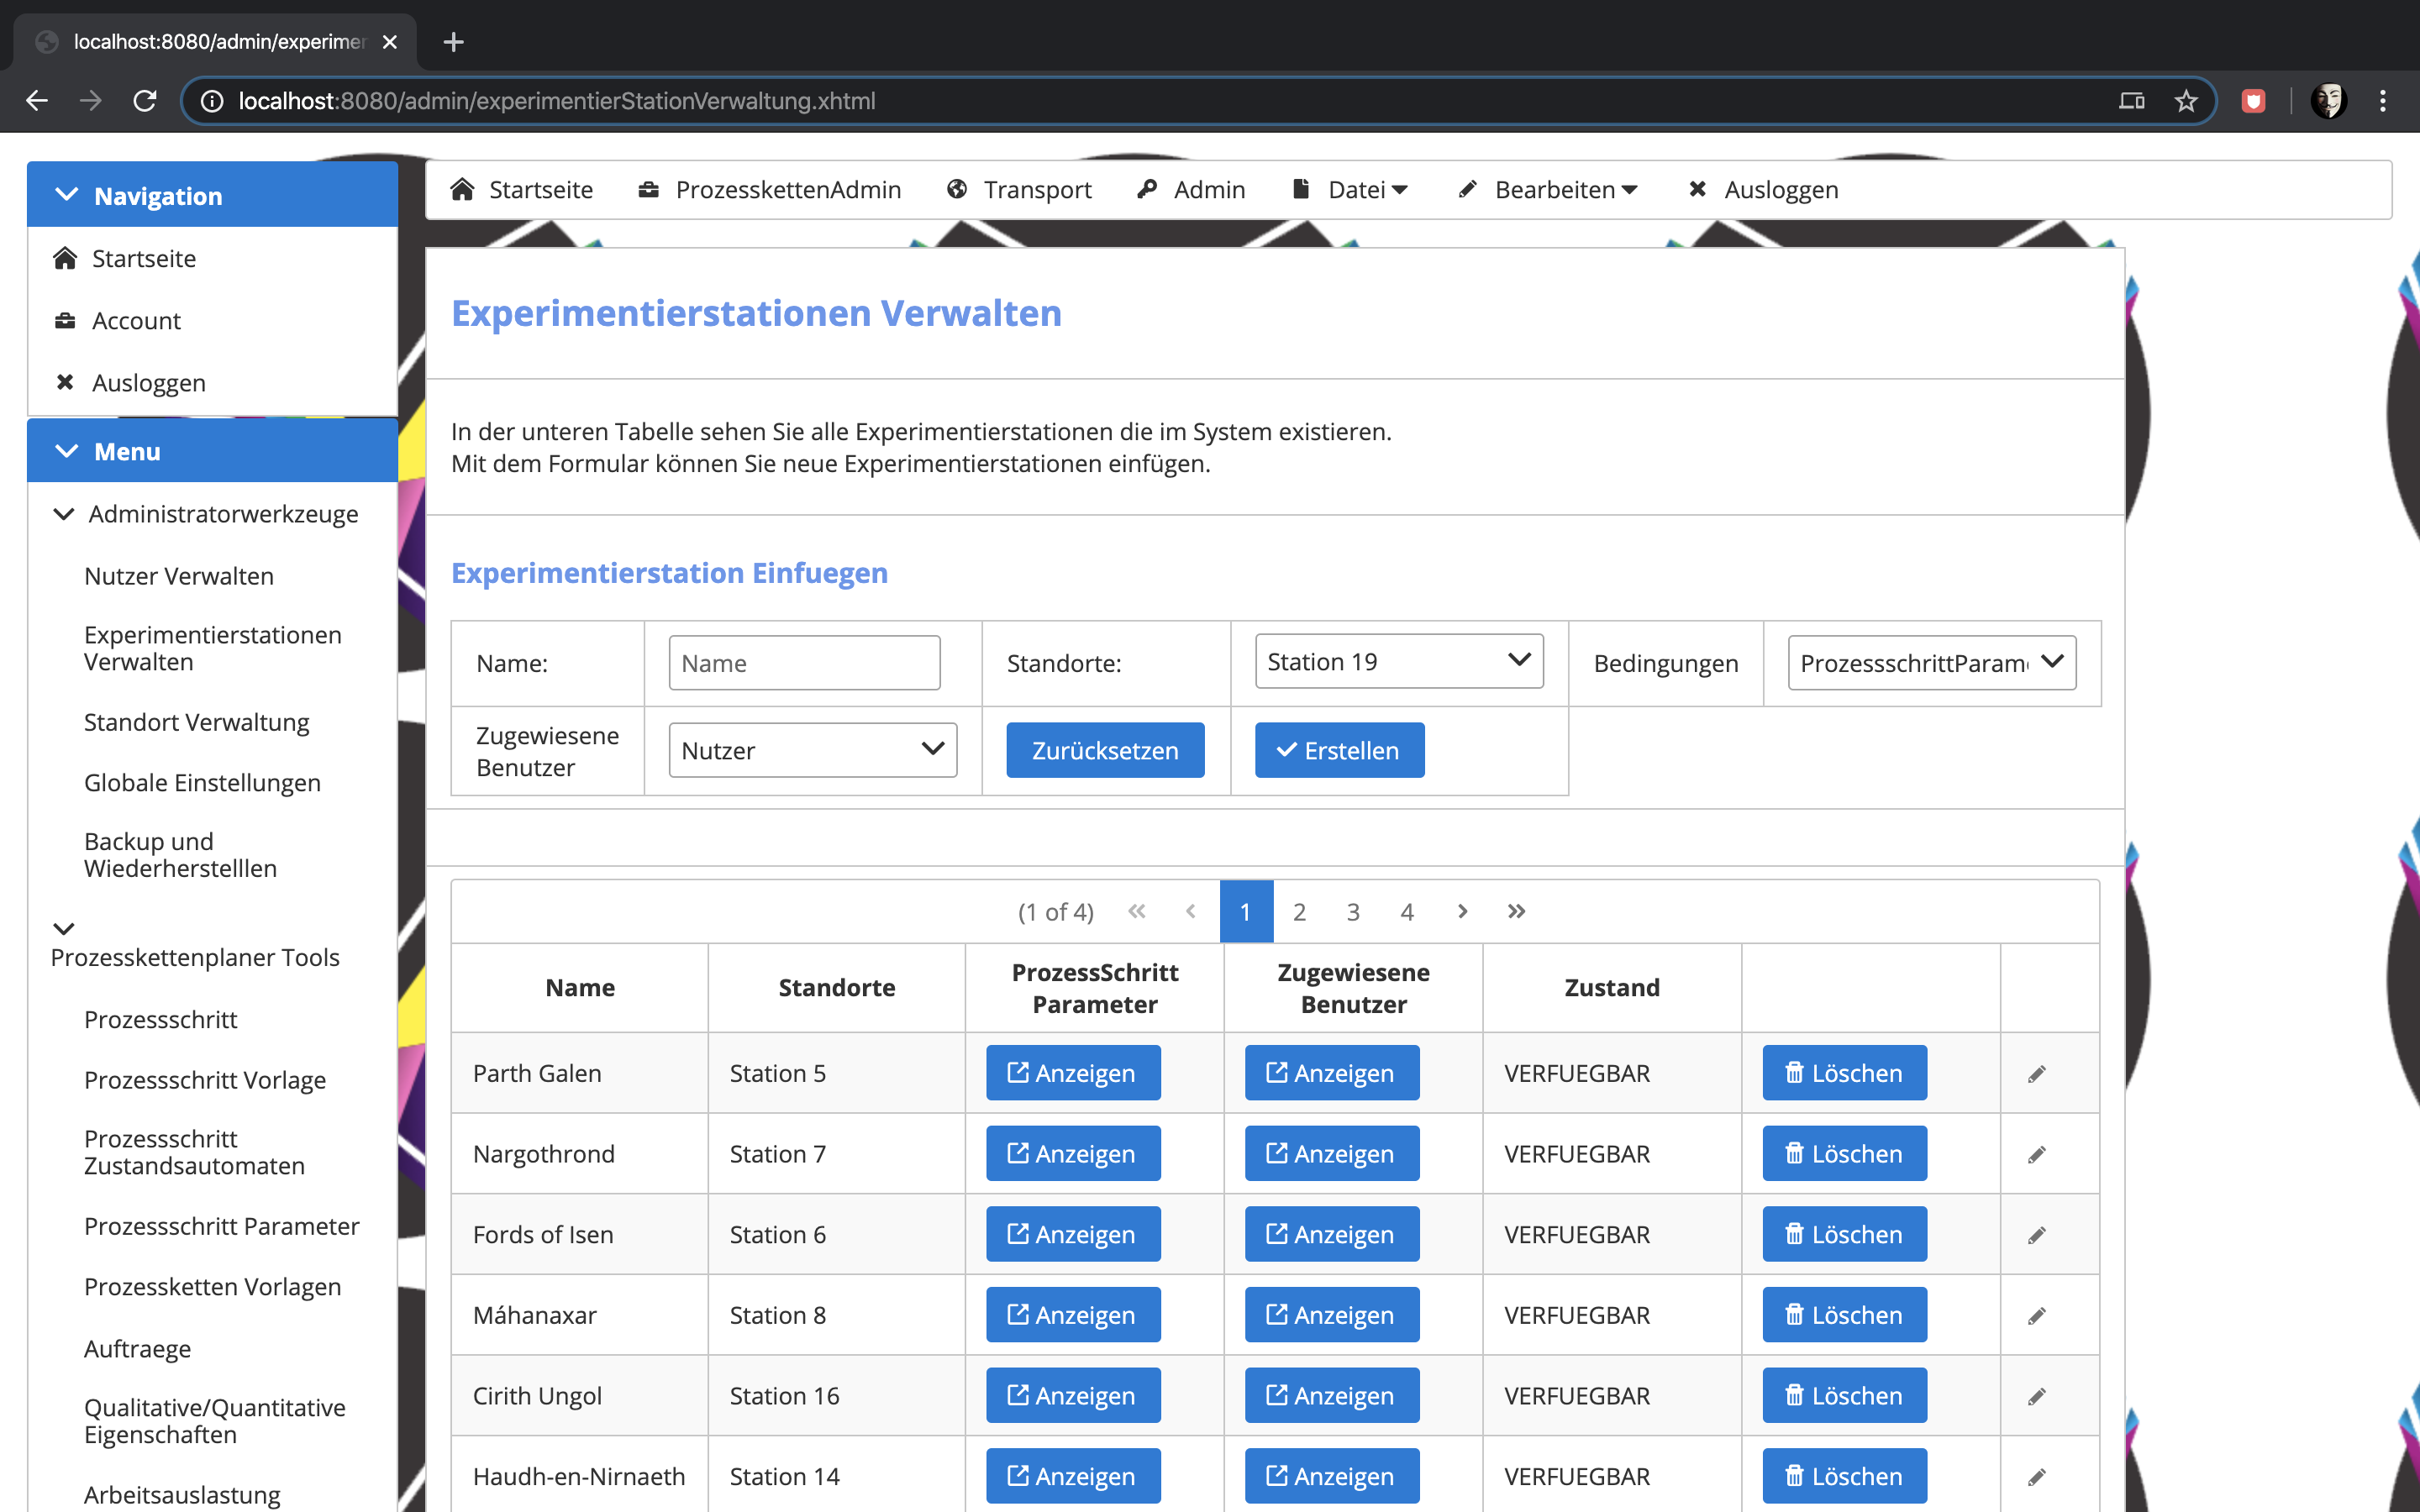 localhost:8080/admin/experimer
localhost:8080/admin/experimentierStationVerwaltung.xhtml
Navigation
Startseite
Account
Ausloggen
Menu
Administratorwerkzeuge
Nutzer Verwalten
Experimentierstationen
Verwalten
Standort Verwaltung
Globale Einstellungen
Backup und
Wiederherstelllen
Prozesskettenplaner Tools
Prozessschritt
Prozessschritt Vorlage
Prozessschritt
Zustandsautomaten
Prozessschritt Parameter
Prozessketten Vorlagen
Auftraege
Qualitative/Quantitative
Eigenschaften
Arbeitsauslastung
Startseite ProzesskettenAdmin Transport Admin Datei Bearbeiten Ausloggen
Experimentierstationen Verwalten
In der unteren Tabelle sehen Sie alle Experimentierstationen die im System existieren.
Mit dem Formular können Sie neue Experimentierstationen einfügen.
Experimentierstation Einfuegen
Name: Name Standorte: Station 19 Bedingungen ProzessschrittParam
Zugewiesene
Benutzer
Nutzer Zurücksetzen Erstellen
(1 of 4) 1 2 3 4
Name Standorte ProzessSchritt Parameter Zugewiesene Benutzer Zustand
Parth Galen Station 5 Anzeigen Anzeigen VERFUEGBAR Löschen
Nargothrond Station 7 Anzeigen Anzeigen VERFUEGBAR Löschen
Fords of Isen Station 6 Anzeigen Anzeigen VERFUEGBAR Löschen
Máhanaxar Station 8 Anzeigen Anzeigen VERFUEGBAR Löschen
Cirith Ungol Station 16 Anzeigen Anzeigen VERFUEGBAR Löschen
Haudh-en-Nirnaeth Station 14 Anzeigen Anzeigen VERFUEGBAR Löschen